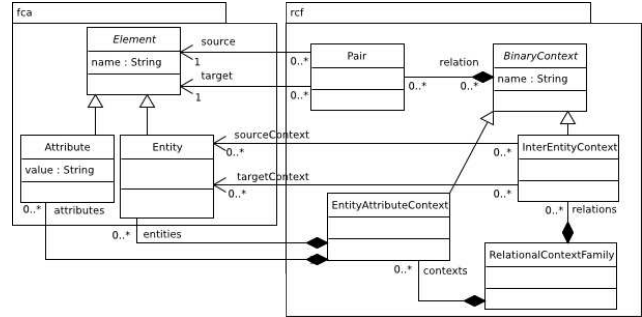 fca
rcf
Element
name : String
source
1
0..*
target
1
0..*
Pair
relation
0..*
0..*
BinaryContext
name : String
Attribute
value : String
Entity
sourceContext
0..*
0..*
targetContext
0..*
0..*
InterEntityContext
0..*
attributes
0..*
entities
EntityAttributeContext
0..*
relations
0..*
contexts
RelationalContextFamily